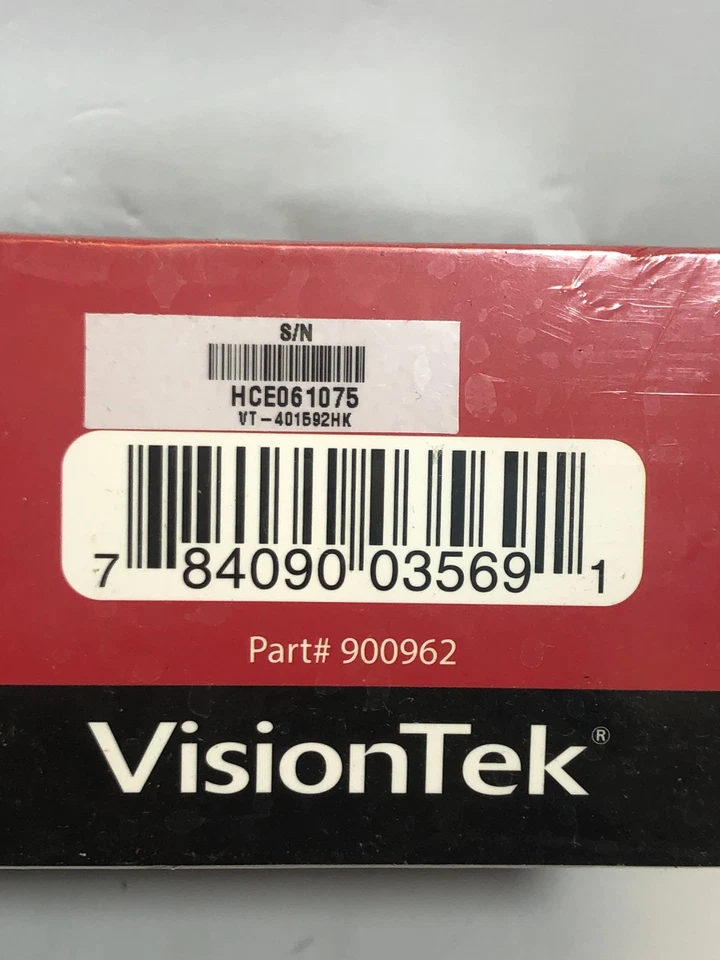 S/N
HCE061075
VT-401592HK
7 84090 03569 1
Part# 900962
VisionTek®